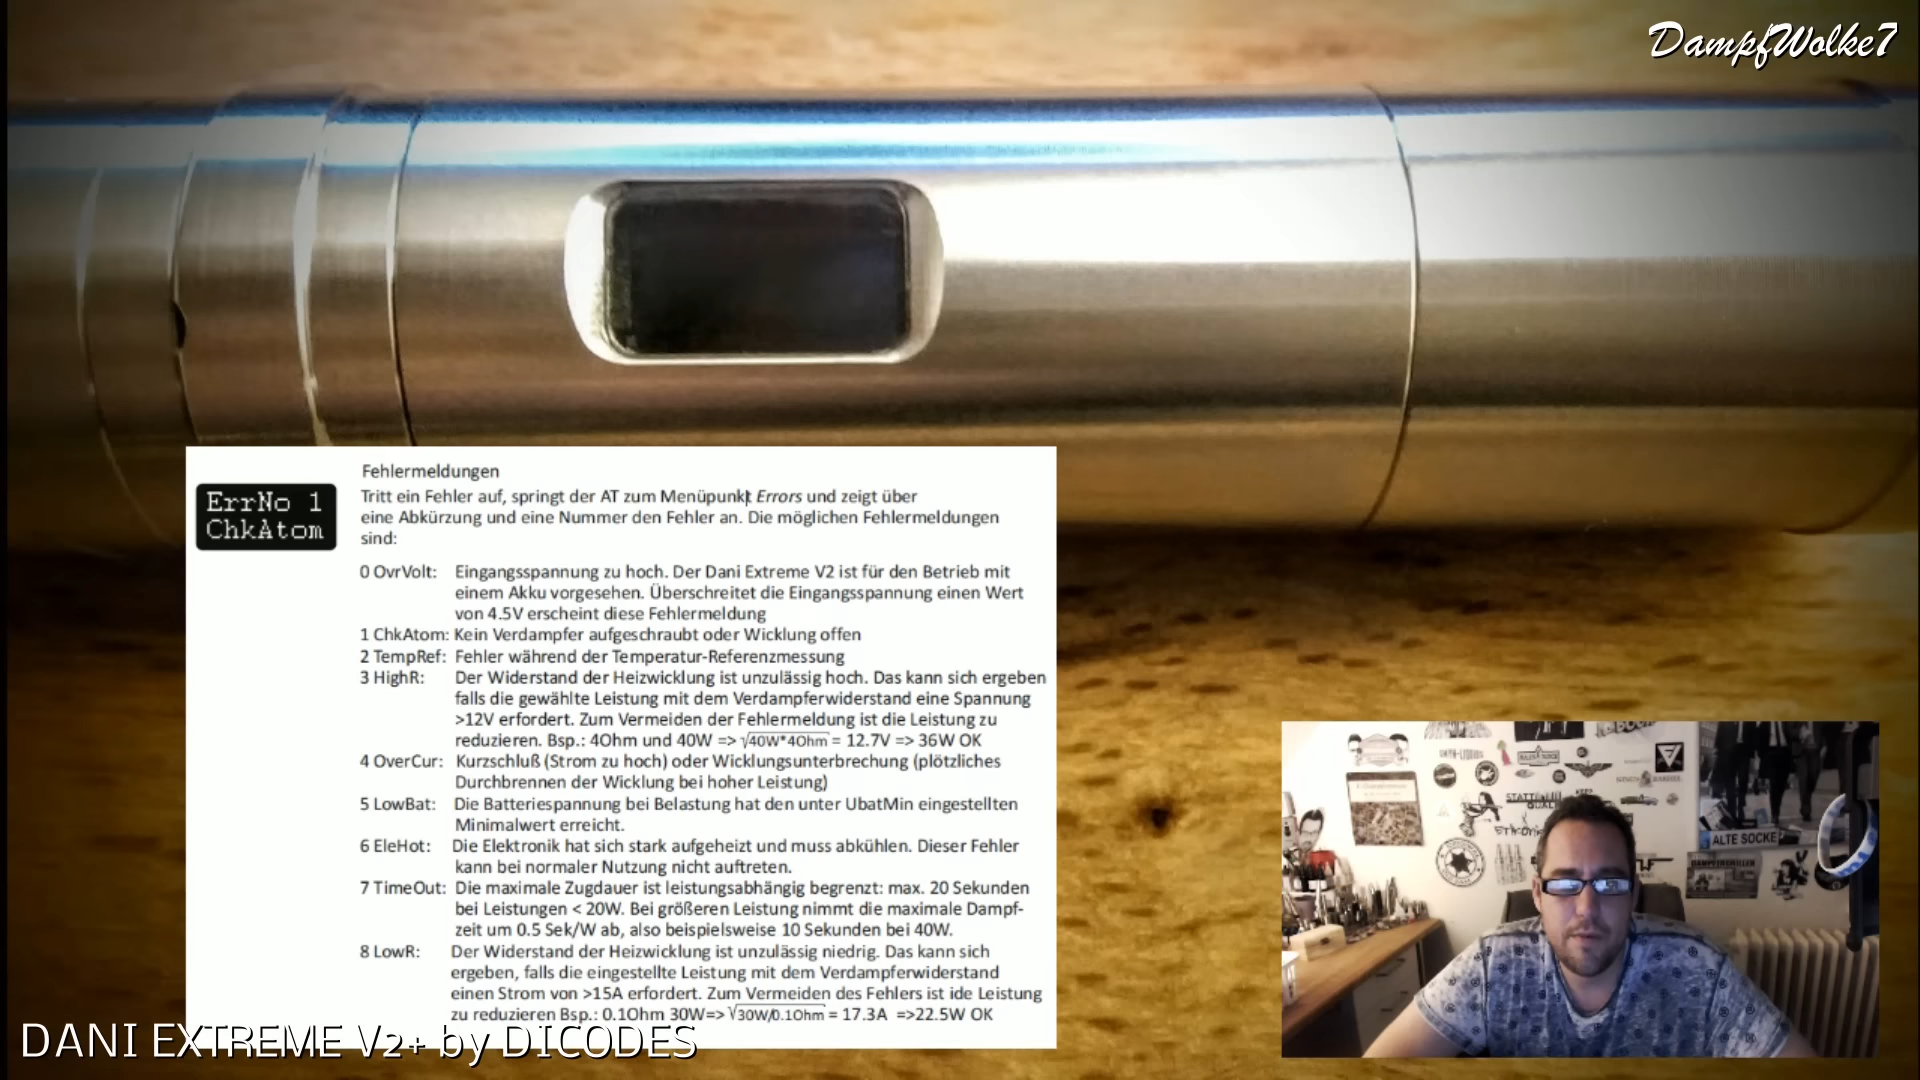 DampfWolke7
Fehlermeldungen
ErrNo 1
ChkAtom
Tritt ein Fehler auf, springt der AT zum Menüpunkt Errors und zeigt über
eine Abkürzung und eine Nummer den Fehler an. Die möglichen Fehlermeldungen
sind:
0 OvrVolt: Eingangsspannung zu hoch. Der Dani Extreme V2 ist für den Betrieb mit
einem Akku vorgesehen. Überschreitet die Eingangsspannung einen Wert
von 4.5V erscheint diese Fehlermeldung
1 ChkAtom: Kein Verdampfer aufgeschraubt oder Wicklung offen
2 TempRef: Fehler während der Temperatur-Referenzmessung
3 HighR: Der Widerstand der Heizwicklung ist unzulässig hoch. Das kann sich ergeben
falls die gewählte Leistung mit dem Verdampferwiderstand eine Spannung
>12V erfordert. Zum Vermeiden der Fehlermeldung ist die Leistung zu
reduzieren. Bsp.: 4Ohm und 40W => √40W*4Ohm = 12.7V => 36W OK
4 OverCur: Kurzschluß (Strom zu hoch) oder Wicklungsunterbrechung (plötzliches
Durchbrennen der Wicklung bei hoher Leistung)
5 LowBat: Die Batteriespannung bei Belastung hat den unter UbatMin eingestellten
Minimalwert erreicht.
6 EleHot: Die Elektronik hat sich stark aufgeheizt und muss abkühlen. Dieser Fehler
kann bei normaler Nutzung nicht auftreten.
7 TimeOut: Die maximale Zugdauer ist leistungsabhängig begrenzt: max. 20 Sekunden
bei Leistungen < 20W. Bei größeren Leistung nimmt die maximale Dampf-
zeit um 0.5 Sek/W ab, also beispielsweise 10 Sekunden bei 40W.
8 LowR: Der Widerstand der Heizwicklung ist unzulässig niedrig. Das kann sich
ergeben, falls die eingestellte Leistung mit dem Verdampferwiderstand
einen Strom von >15A erfordert. Zum Vermeiden des Fehlers ist ide Leistung
zu reduzieren Bsp.: 0.1Ohm 30W=> √30W/0.1Ohm = 17.3A =>22.5W OK
DANI EXTREME V2+ by DICODES
ALTE SOCKE